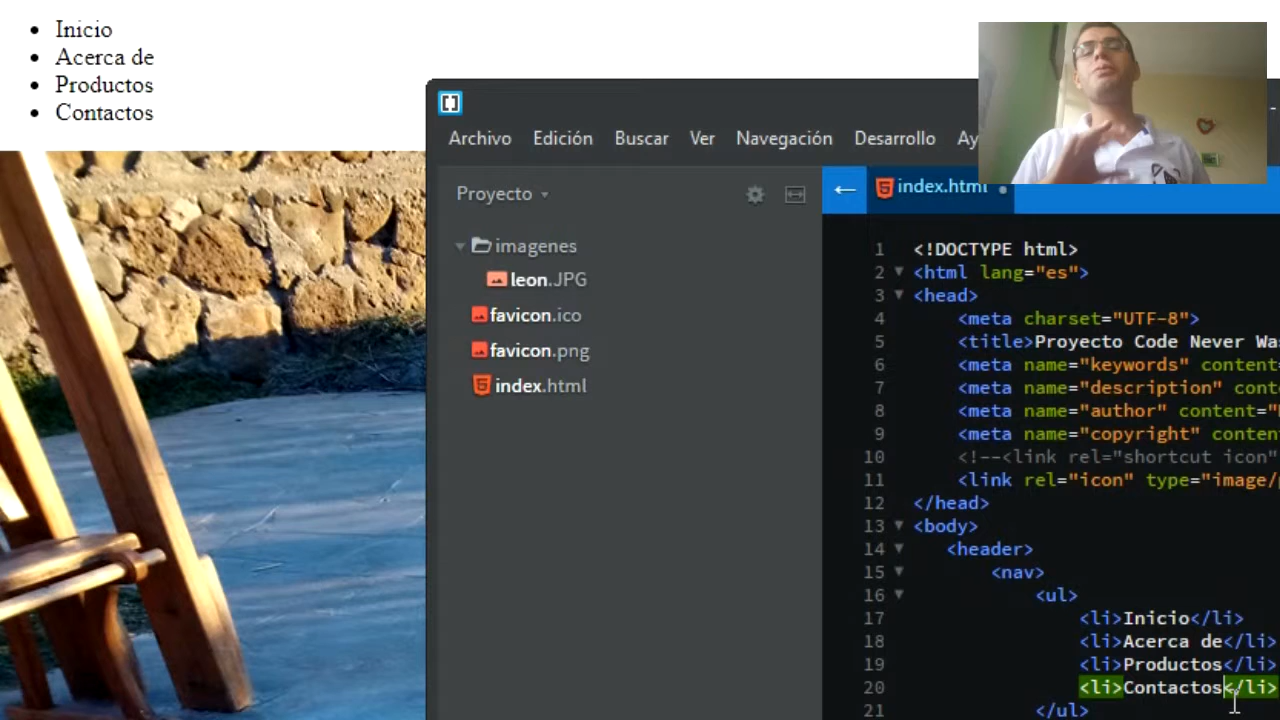 Inicio
Acerca de
Productos
Contactos
Archivo Edición Buscar Ver Navegación Desarrollo Ay
Proyecto
imagenes
leon.JPG
favicon.ico
favicon.png
index.html
index.html
1 <!DOCTYPE html>
2 <html lang="es">
3 <head>
4 <meta charset="UTF-8">
5 <title>Proyecto Code Never Wa
6 <meta name="keywords" content=
7 <meta name="description" cont
8 <meta name="author" content="
9 <meta name="copyright" conten
10 <!--<link rel="shortcut icon"
11 <link rel="icon" type="image/
12 </head>
13 <body>
14 <header>
15 <nav>
16 <ul>
17 <li>Inicio</li>
18 <li>Acerca de</li>
19 <li>Productos</li>
20 <li>Contactos</li>
21 </ul>